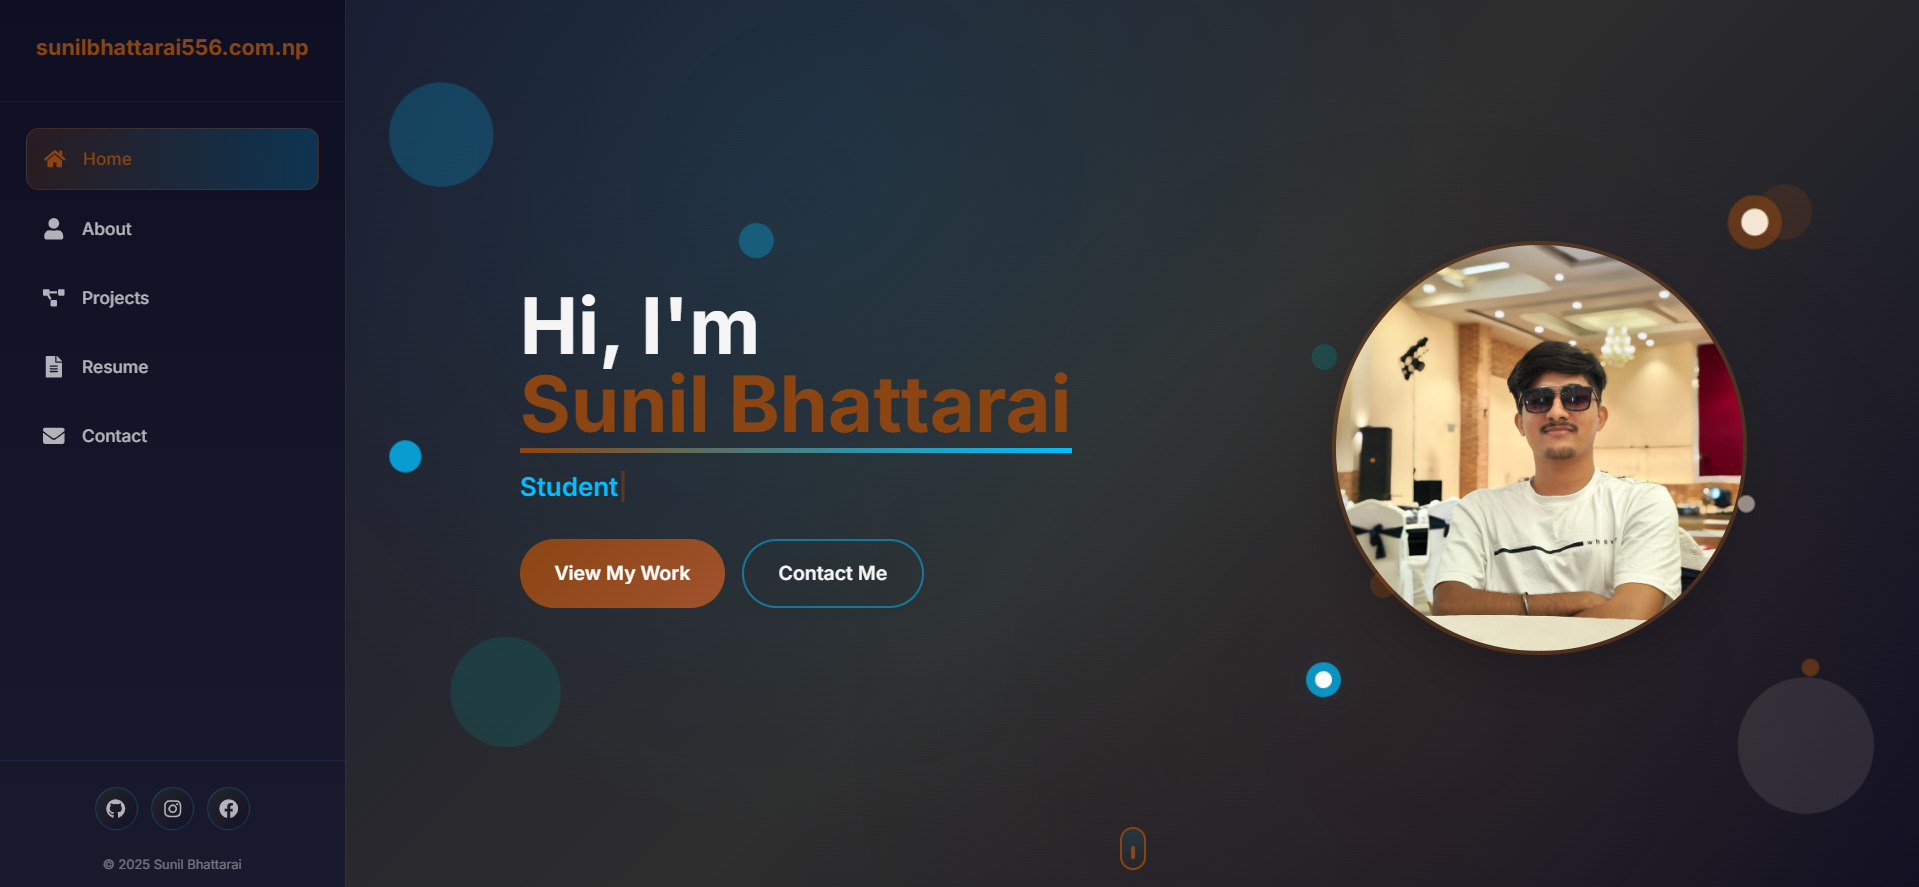 sunilbhattarai556.com.np
Home
About
Projects
Resume
Contact
© 2025 Sunil Bhattarai
Hi, I'm
Sunil Bhattarai
Student
View My Work
Contact Me